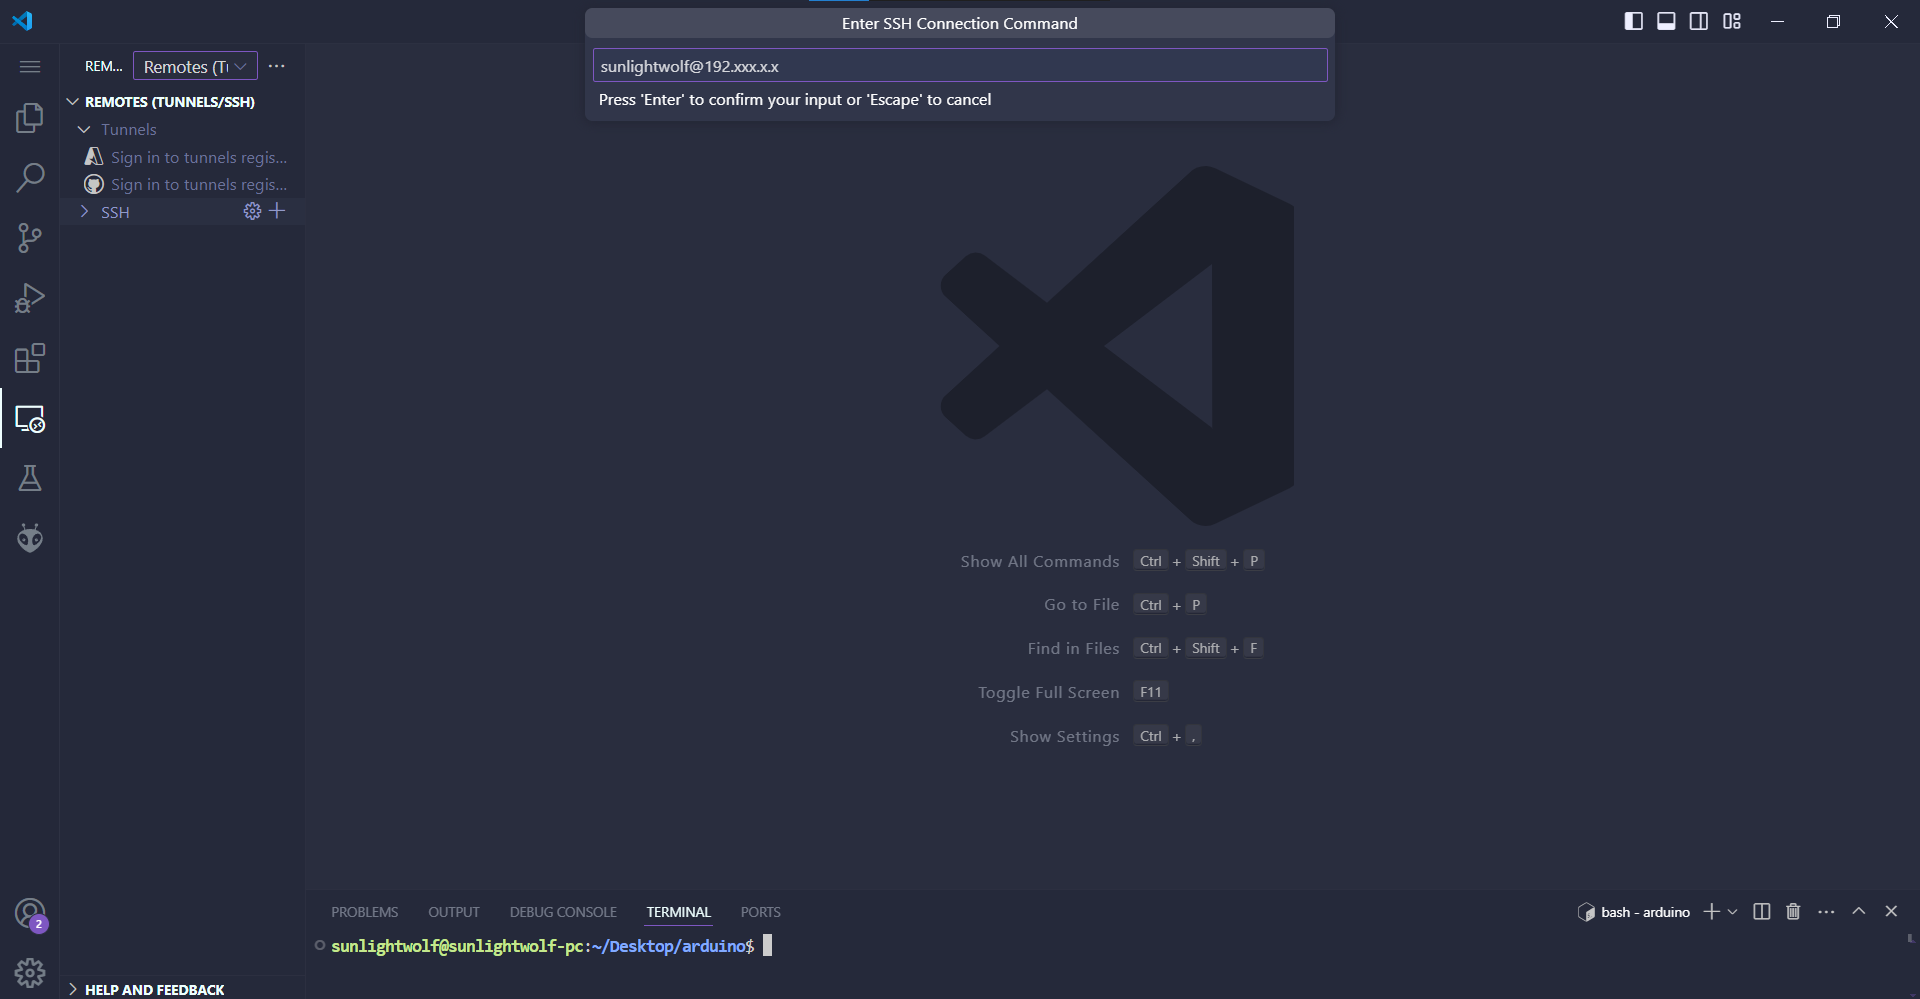 Enter SSH Connection Command
sunlightwolf@192.xxx.x.x
Press 'Enter' to confirm your input or 'Escape' to cancel
REM... Remotes (Tu ···
REMOTES (TUNNELS/SSH)
Tunnels
Sign in to tunnels regis...
Sign in to tunnels regis...
SSH
Show All Commands Ctrl + Shift + P
Go to File Ctrl + P
Find in Files Ctrl + Shift + F
Toggle Full Screen F11
Show Settings Ctrl + ,
2
HELP AND FEEDBACK
PROBLEMS OUTPUT DEBUG CONSOLE TERMINAL PORTS
bash - arduino
sunlightwolf@sunlightwolf-pc:~/Desktop/arduino$